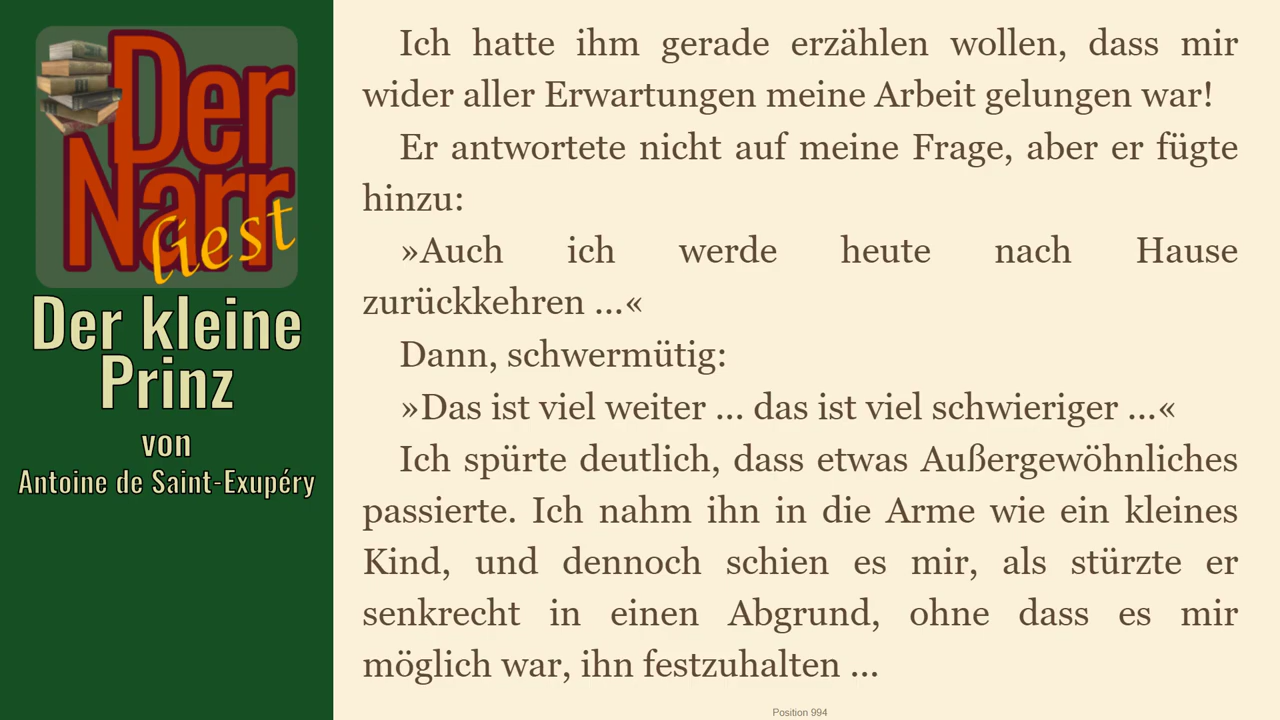 Der
Narr
liest
Der kleine
Prinz
von
Antoine de Saint-Exupéry
Ich hatte ihm gerade erzählen wollen, dass mir
wider aller Erwartungen meine Arbeit gelungen war!
Er antwortete nicht auf meine Frage, aber er fügte
hinzu:
»Auch ich werde heute nach Hause
zurückkehren ...«
Dann, schwermütig:
»Das ist viel weiter ... das ist viel schwieriger ...«
Ich spürte deutlich, dass etwas Außergewöhnliches
passierte. Ich nahm ihn in die Arme wie ein kleines
Kind, und dennoch schien es mir, als stürzte er
senkrecht in einen Abgrund, ohne dass es mir
möglich war, ihn festzuhalten ...
Position 994